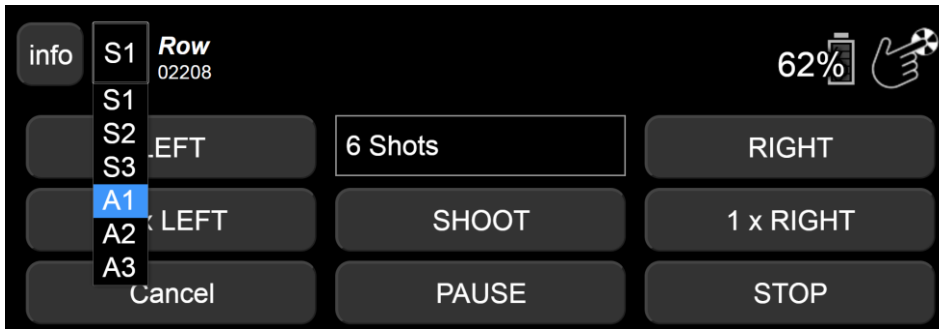 info
S1
Row
02208
62%
S1
S2
S3
A1
A2
A3
LEFT
6 Shots
RIGHT
x LEFT
SHOOT
1 x RIGHT
Cancel
PAUSE
STOP